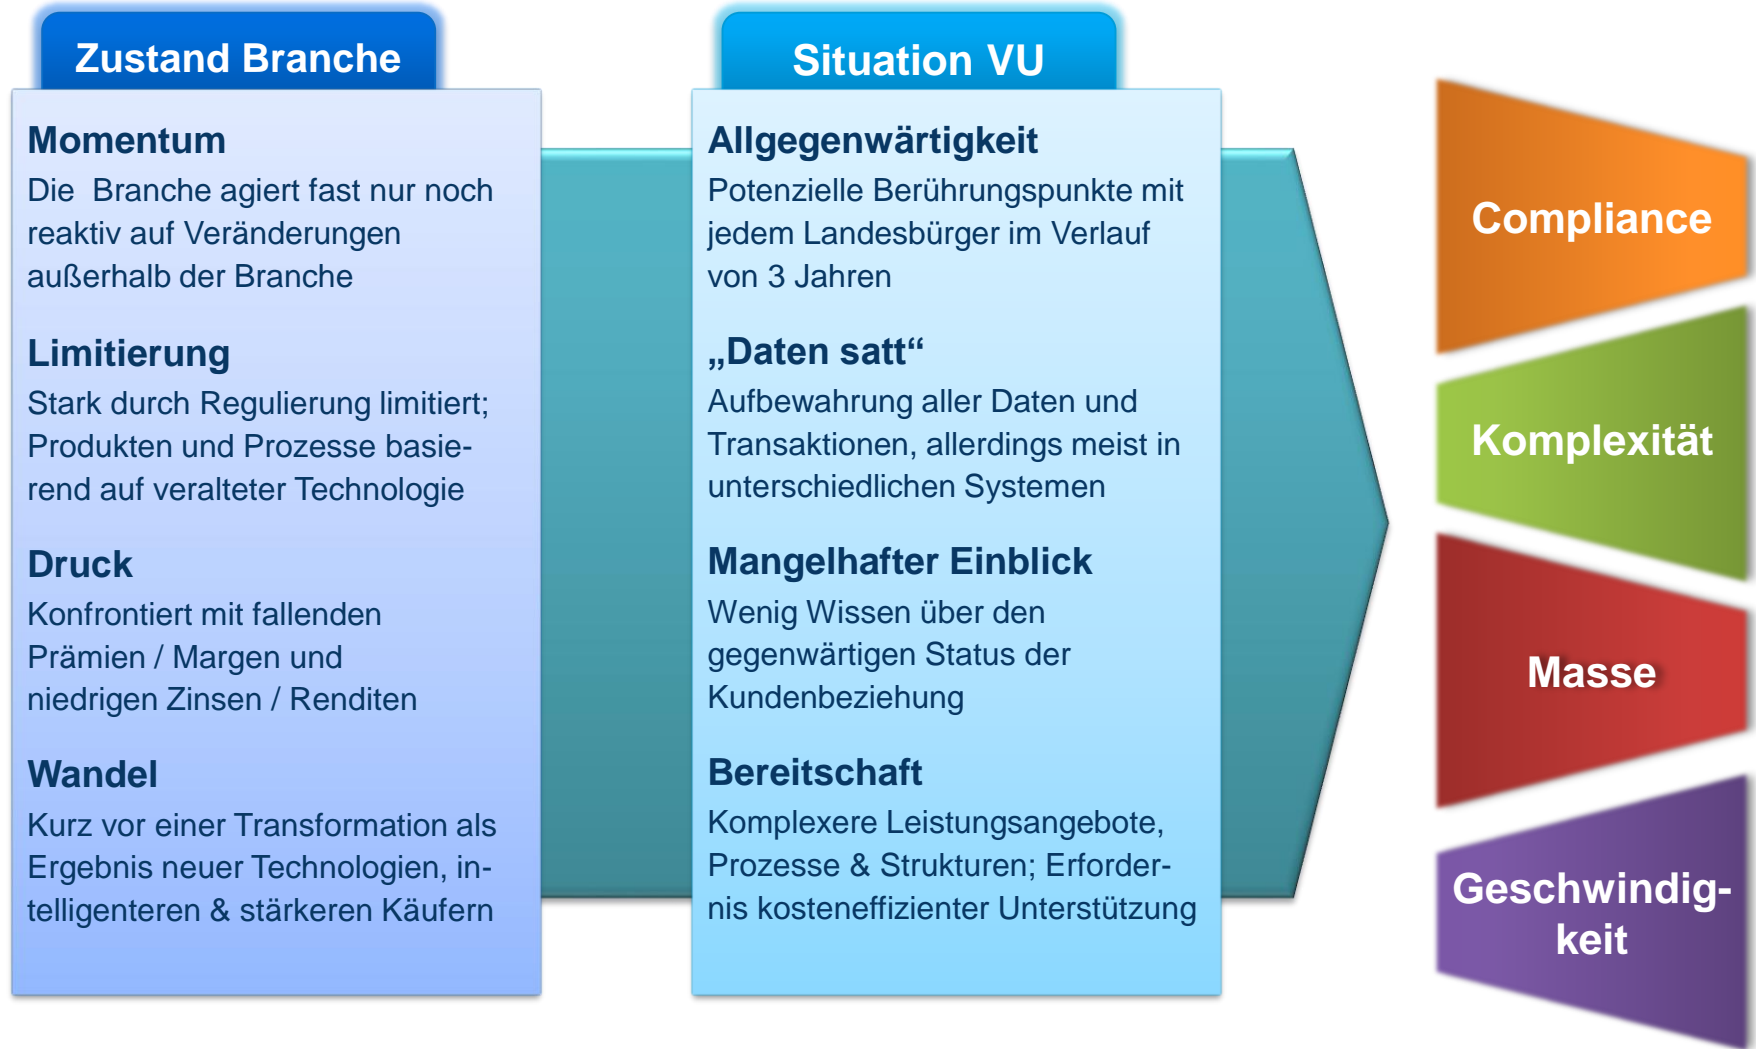 Zustand Branche
Momentum
Die  Branche agiert fast nur noch
reaktiv auf Veränderungen
außerhalb der Branche
Limitierung
Stark durch Regulierung limitiert;
Produkten und Prozesse basie-
rend auf veralteter Technologie
Druck
Konfrontiert mit fallenden
Prämien / Margen und
niedrigen Zinsen / Renditen
Wandel
Kurz vor einer Transformation als
Ergebnis neuer Technologien, in-
telligenteren & stärkeren Käufern
Situation VU
Allgegenwärtigkeit
Potenzielle Berührungspunkte mit
jedem Landesbürger im Verlauf
von 3 Jahren
„Daten satt“
Aufbewahrung aller Daten und
Transaktionen, allerdings meist in
unterschiedlichen Systemen
Mangelhafter Einblick
Wenig Wissen über den
gegenwärtigen Status der
Kundenbeziehung
Bereitschaft
Komplexere Leistungsangebote,
Prozesse & Strukturen; Erforder-
nis kosteneffizienter Unterstützung
Compliance
Komplexität
Masse
Geschwindig-
keit